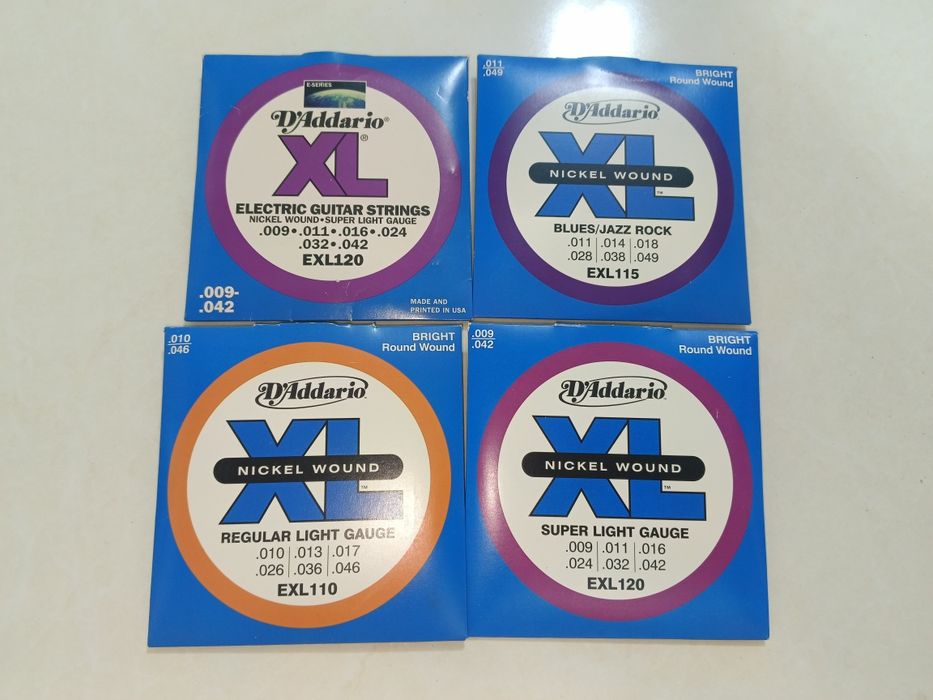 E-SERIES
D'Addario®
XL®
ELECTRIC GUITAR STRINGS
NICKEL WOUND•SUPER LIGHT GAUGE
.009•.011•.016•.024
.032•.042
EXL120
.009-
.042
MADE AND
PRINTED IN USA
.011
.049
BRIGHT
Round Wound
D'Addario
XL
NICKEL WOUND
TM
BLUES/JAZZ ROCK
.011 .014 .018
.028 .038 .049
EXL115
.010
.046
BRIGHT
Round Wound
D'Addario
XL
NICKEL WOUND
TM
REGULAR LIGHT GAUGE
.010 .013 .017
.026 .036 .046
EXL110
.009
.042
BRIGHT
Round Wound
D'Addario
XL
NICKEL WOUND
TM
SUPER LIGHT GAUGE
.009 .011 .016
.024 .032 .042
EXL120